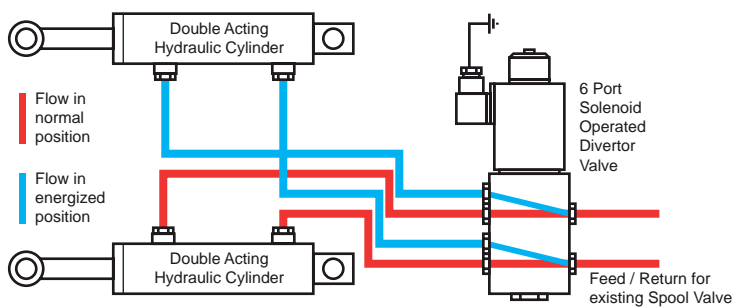 Double Acting
Hydraulic Cylinder
Flow in
normal
position
6 Port
Solenoid
Operated
Divertor
Valve
Flow in
energized
position
Double Acting
Hydraulic Cylinder
Feed / Return for
existing Spool Valve